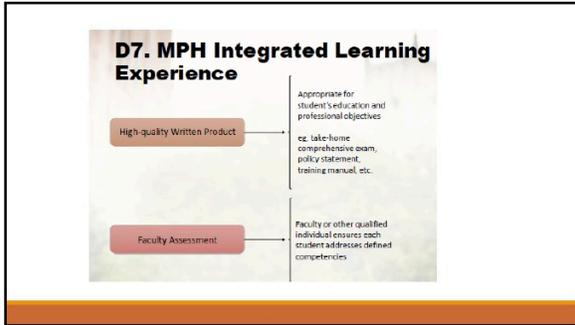 D7. MPH Integrated Learning
Experience
High-quality Written Product
Appropriate for
student's education and
professional objectives
eg, take-home
comprehensive exam,
policy statement,
training manual, etc.
Faculty Assessment
Faculty or other qualified
individual ensures each
student addresses defined
competencies